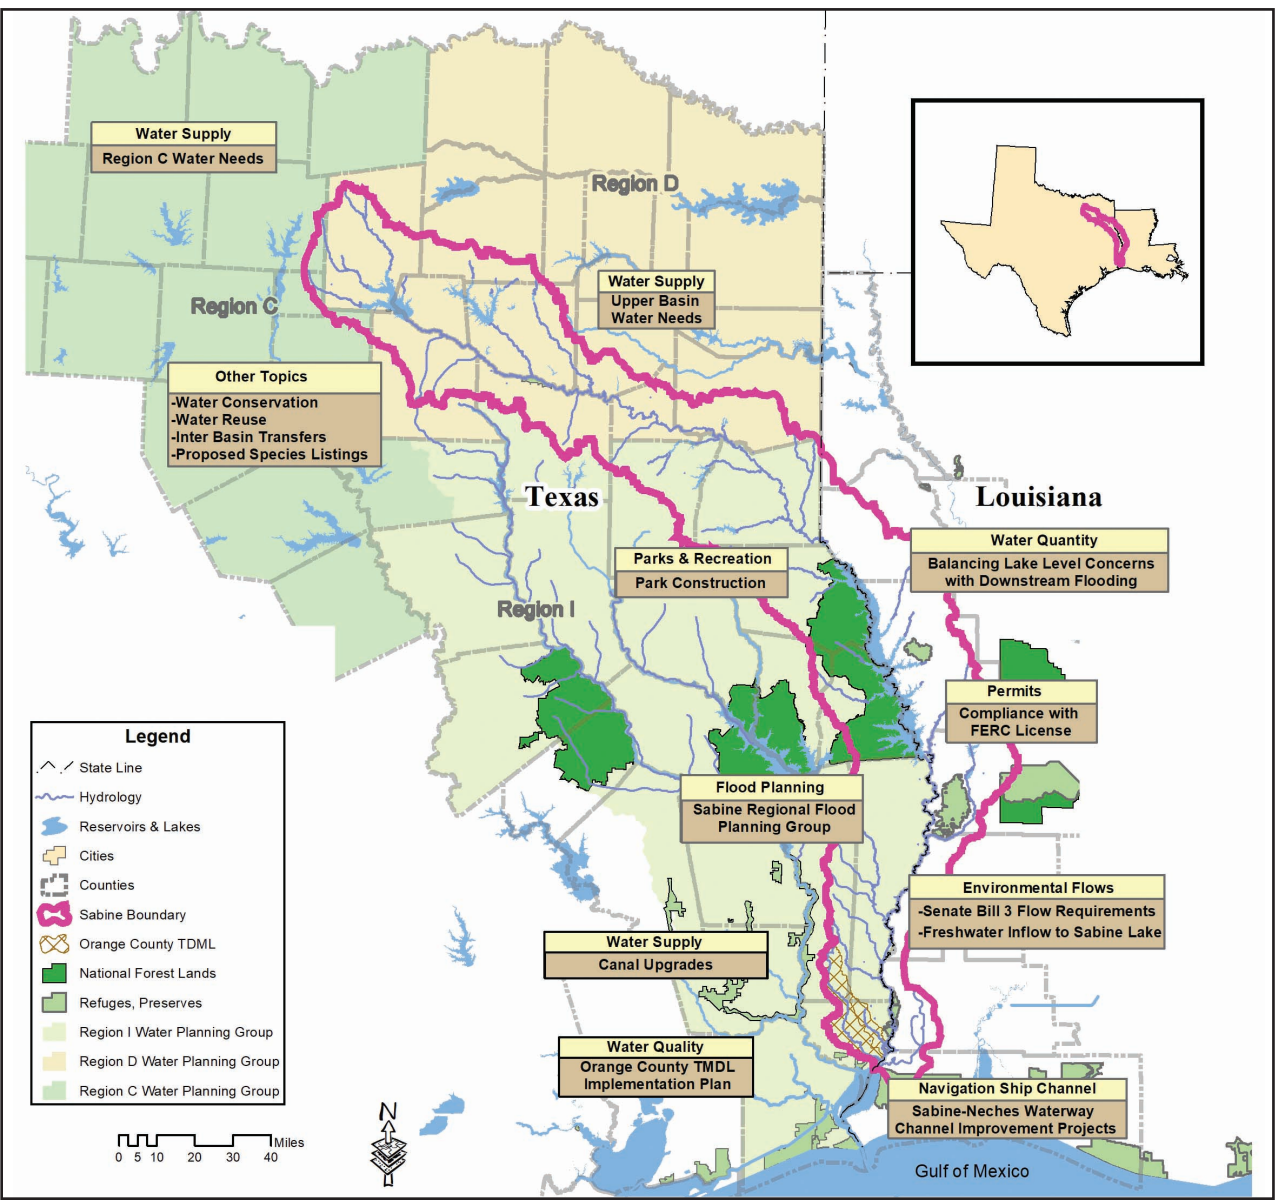 Water Supply
Region C Water Needs
Region D
Region C
Water Supply
Upper Basin
Water Needs
Other Topics
-Water Conservation
-Water Reuse
-Inter Basin Transfers
-Proposed Species Listings
Texas
Louisiana
Water Quantity
Balancing Lake Level Concerns
with Downstream Flooding
Parks & Recreation
Park Construction
Region I
Permits
Compliance with
FERC License
Flood Planning
Sabine Regional Flood
Planning Group
Environmental Flows
-Senate Bill 3 Flow Requirements
-Freshwater Inflow to Sabine Lake
Water Supply
Canal Upgrades
Water Quality
Orange County TMDL
Implementation Plan
Navigation Ship Channel
Sabine-Neches Waterway
Channel Improvement Projects
Gulf of Mexico
Legend
State Line
Hydrology
Reservoirs & Lakes
Cities
Counties
Sabine Boundary
Orange County TDML
National Forest Lands
Refuges, Preserves
Region I Water Planning Group
Region D Water Planning Group
Region C Water Planning Group
Miles
0 5 10 20 30 40
N